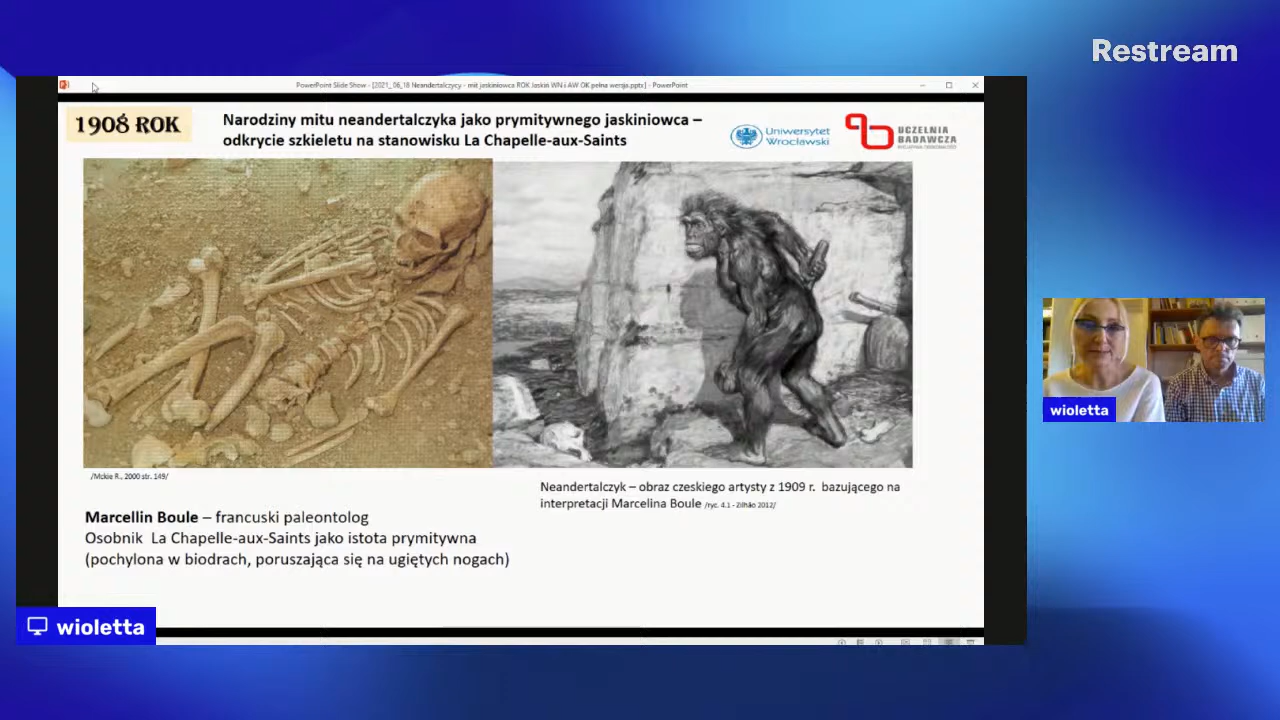 Restream
PowerPoint Slide Show - [2021_06_18 Neandertalczycy - mit jaskiniowca ROK Jaskiń WN i AW OK pełna wersja.pptx] - PowerPoint
1908 ROK
Narodziny mitu neandertalczyka jako prymitywnego jaskiniowca –
odkrycie szkieletu na stanowisku La Chapelle-aux-Saints
Uniwersytet
Wrocławski
UCZELNIA
BADAWCZA
/Mckie R., 2000 str. 149/
Neandertalczyk – obraz czeskiego artysty z 1909 r. bazującego na
interpretacji Marcelina Boule /ryc. 4.1 - Zilhão 2012/
Marcellin Boule – francuski paleontolog
Osobnik La Chapelle-aux-Saints jako istota prymitywna
(pochylona w biodrach, poruszająca się na ugiętych nogach)
wioletta
wioletta